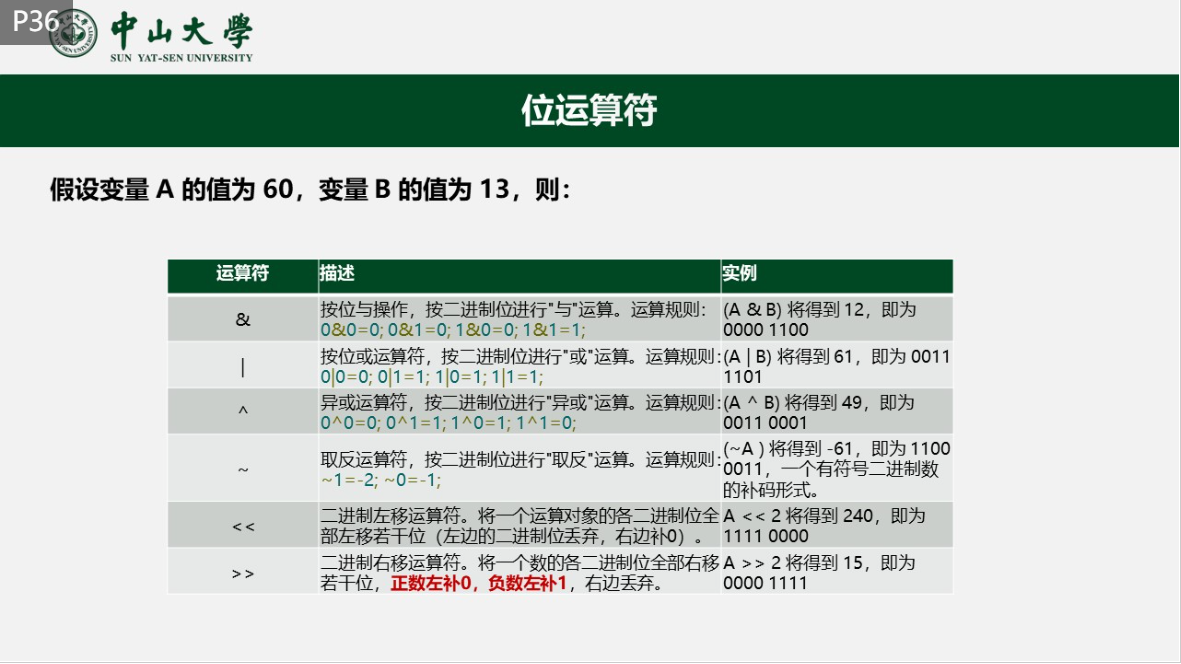 P36
中山大學
SUN YAT-SEN UNIVERSITY
位运算符
假设变量 A 的值为 60，变量 B 的值为 13，则：
运算符 描述 实例
& 按位与操作，按二进制位进行"与"运算。运算规则： (A & B) 将得到 12，即为
0&0=0; 0&1=0; 1&0=0; 1&1=1; 0000 1100
| 按位或运算符，按二进制位进行"或"运算。运算规则： (A | B) 将得到 61，即为 0011
0|0=0; 0|1=1; 1|0=1; 1|1=1; 1101
^ 异或运算符，按二进制位进行"异或"运算。运算规则： (A ^ B) 将得到 49，即为
0^0=0; 0^1=1; 1^0=1; 1^1=0; 0011 0001
~ 取反运算符，按二进制位进行"取反"运算。运算规则： (~A ) 将得到 -61，即为 1100
~1=-2; ~0=-1; 0011，一个有符号二进制数
的补码形式。
<< 二进制左移运算符。将一个运算对象的各二进制位全 A << 2 将得到 240，即为
部左移若干位（左边的二进制位丢弃，右边补0）。 1111 0000
>> 二进制右移运算符。将一个数的各二进制位全部右移 A >> 2 将得到 15，即为
若干位，正数左补0，负数左补1，右边丢弃。 0000 1111